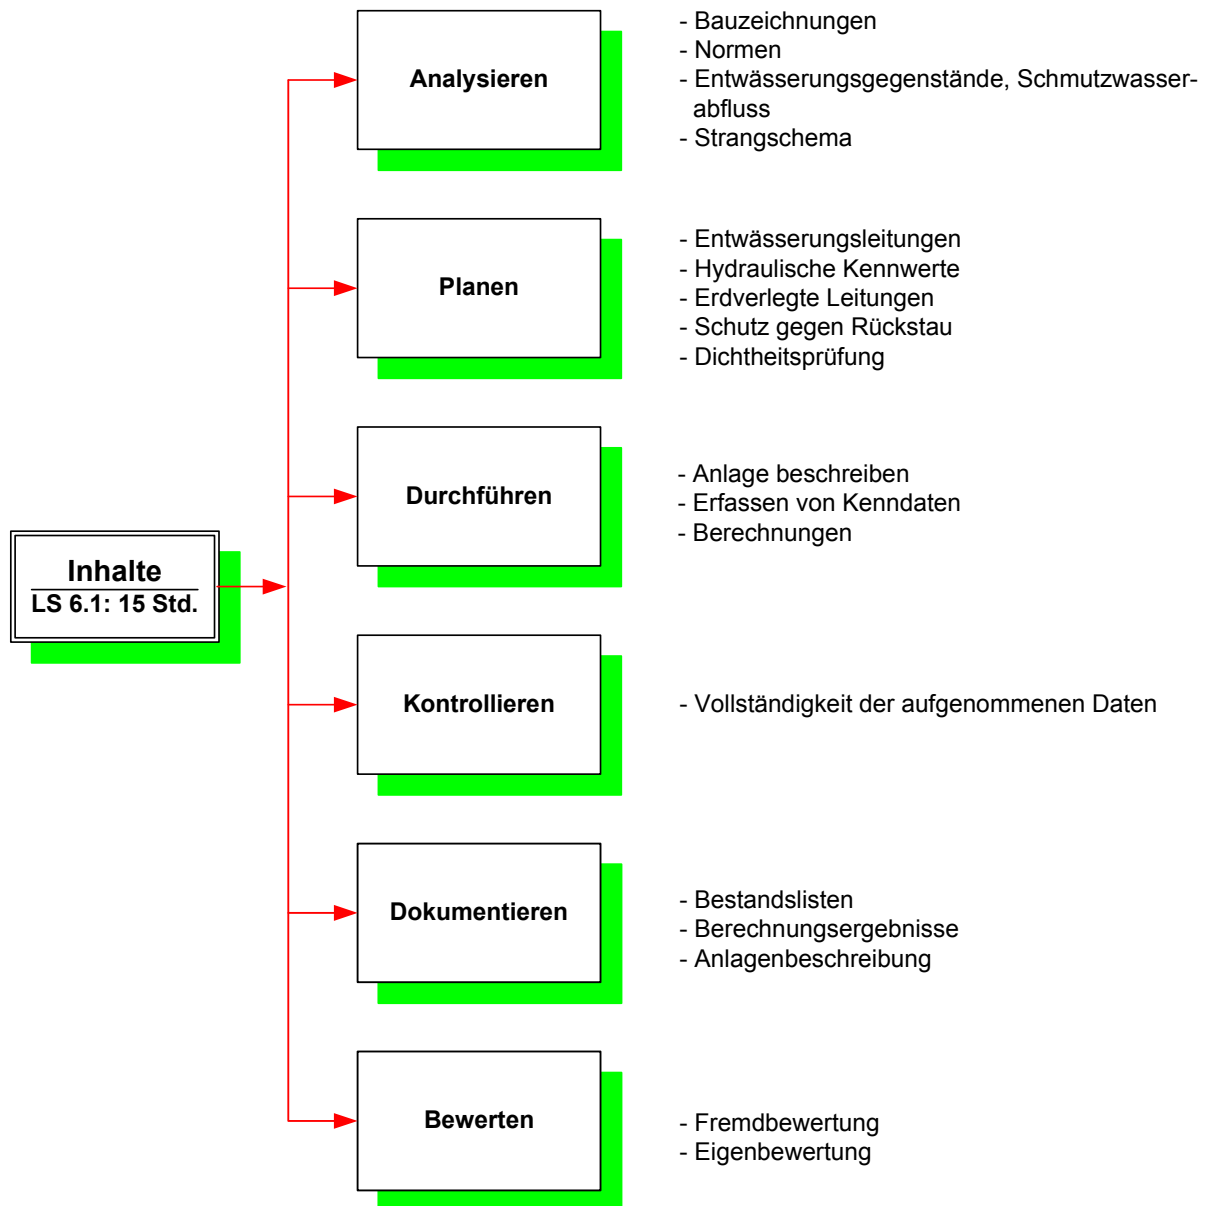 Inhalte
LS 6.1: 15 Std.
Analysieren
- Bauzeichnungen
- Normen
- Entwässerungsgegenstände, Schmutzwasser-
abfluss
- Strangschema
Planen
- Entwässerungsleitungen
- Hydraulische Kennwerte
- Erdverlegte Leitungen
- Schutz gegen Rückstau
- Dichtheitsprüfung
Durchführen
- Anlage beschreiben
- Erfassen von Kenndaten
- Berechnungen
Kontrollieren
- Vollständigkeit der aufgenommenen Daten
Dokumentieren
- Bestandslisten
- Berechnungsergebnisse
- Anlagenbeschreibung
Bewerten
- Fremdbewertung
- Eigenbewertung